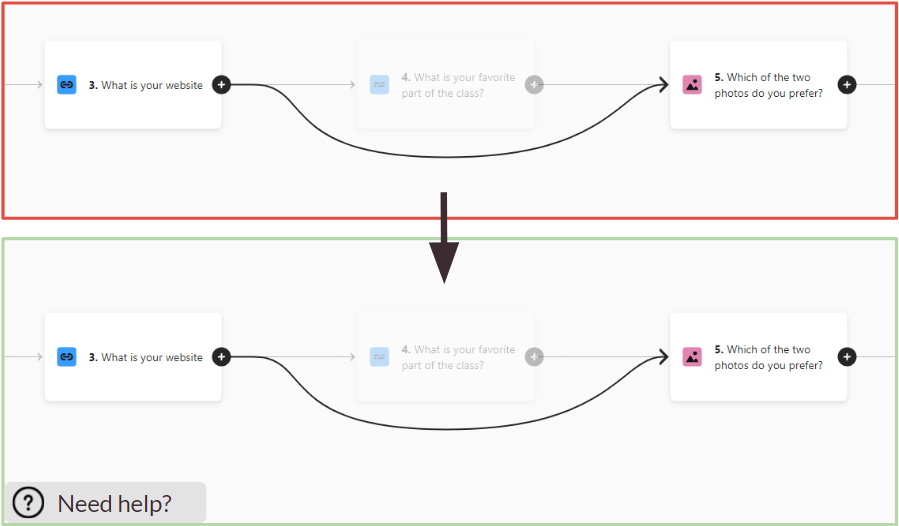 3. What is your website
4. What is your favorite
part of the class?
5. Which of the two
photos do you prefer?
3. What is your website
4. What is your favorite
part of the class?
5. Which of the two
photos do you prefer?
? Need help?